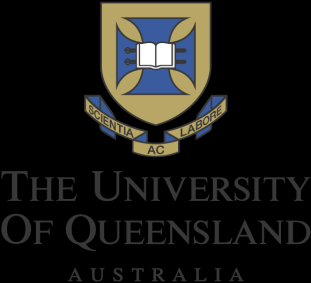 SCIENTIA AC LABORE
THE UNIVERSITY
OF QUEENSLAND
AUSTRALIA